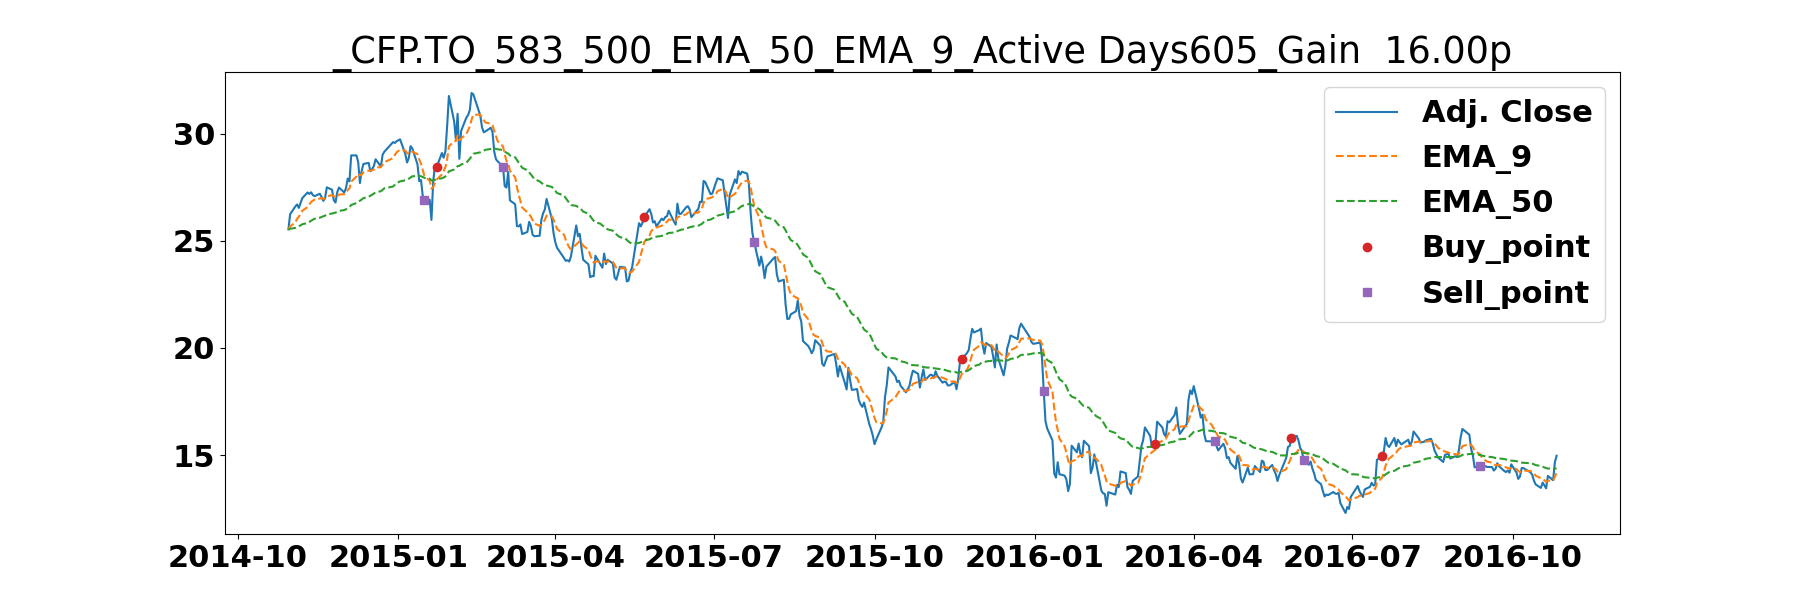 _CFP.TO_583_500_EMA_50_EMA_9_Active Days605_Gain  16.00p
30
25
20
15
Adj. Close
EMA_9
EMA_50
Buy_point
Sell_point
2014-10 2015-01 2015-04 2015-07 2015-10 2016-01 2016-04 2016-07 2016-10